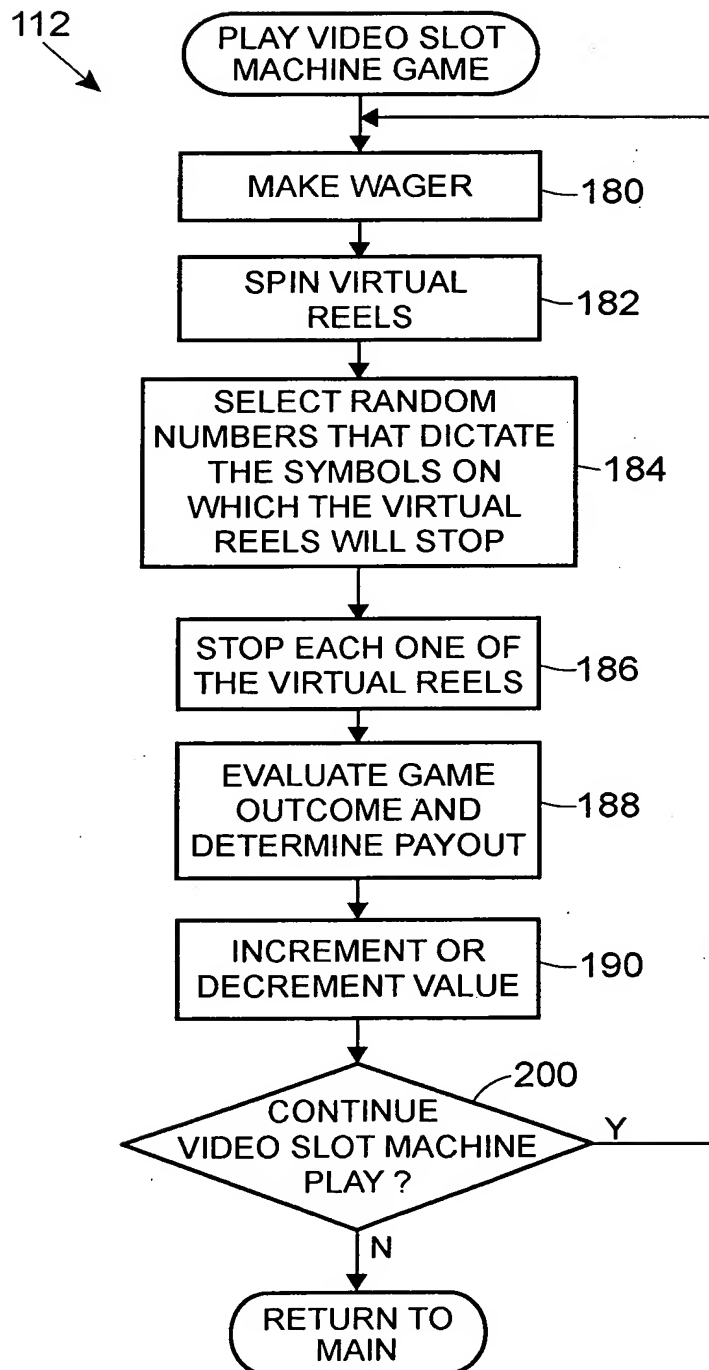 112
PLAY VIDEO SLOT
MACHINE GAME
MAKE WAGER
180
SPIN VIRTUAL
REELS
182
SELECT RANDOM
NUMBERS THAT DICTATE
THE SYMBOLS ON
WHICH THE VIRTUAL
REELS WILL STOP
184
STOP EACH ONE OF
THE VIRTUAL REELS
186
EVALUATE GAME
OUTCOME AND
DETERMINE PAYOUT
188
INCREMENT OR
DECREMENT VALUE
190
200
CONTINUE
VIDEO SLOT MACHINE
PLAY ?
Y
N
RETURN TO
MAIN